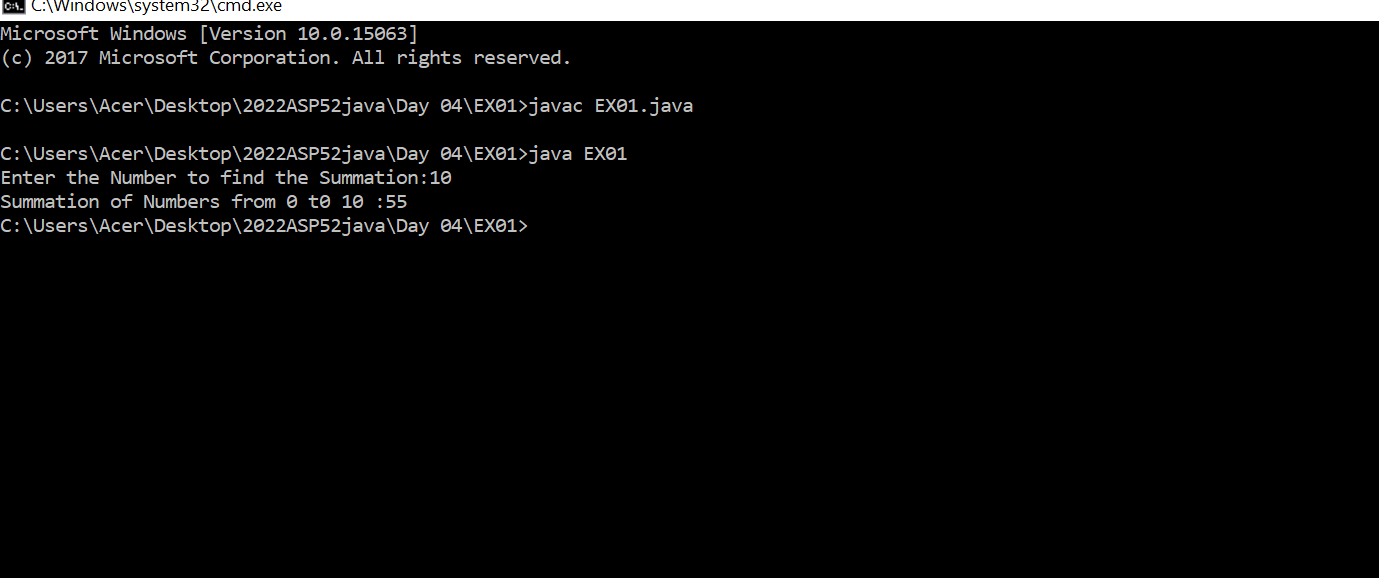 C:\Windows\system32\cmd.exe
Microsoft Windows [Version 10.0.15063]
(c) 2017 Microsoft Corporation. All rights reserved.
C:\Users\Acer\Desktop\2022ASP52java\Day 04\EX01>javac EX01.java
C:\Users\Acer\Desktop\2022ASP52java\Day 04\EX01>java EX01
Enter the Number to find the Summation:10
Summation of Numbers from 0 t0 10 :55
C:\Users\Acer\Desktop\2022ASP52java\Day 04\EX01>